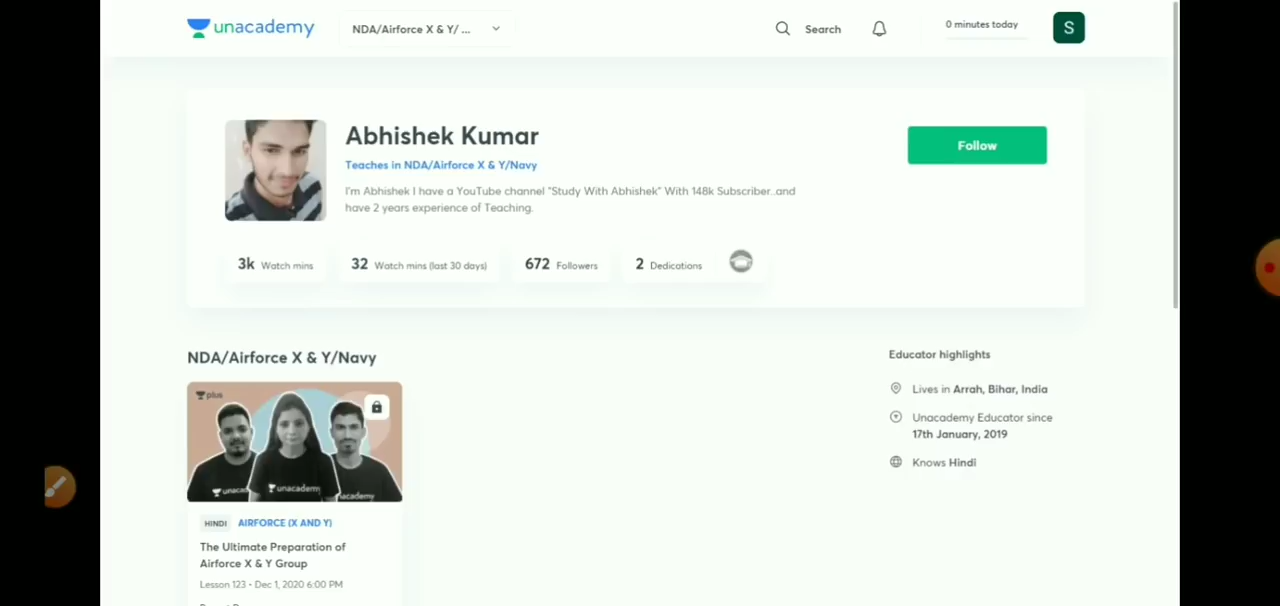 unacademy
NDA/Airforce X & Y/ ...
Search
0 minutes today
S
Abhishek Kumar
Follow
Teaches in NDA/Airforce X & Y/Navy
I'm Abhishek I have a YouTube channel "Study With Abhishek" With 148k Subscriber..and
have 2 years experience of Teaching.
3k Watch mins
32 Watch mins (last 30 days)
672 Followers
2 Dedications
NDA/Airforce X & Y/Navy
plus
unacad
unacademy
academy
HINDI AIRFORCE (X AND Y)
The Ultimate Preparation of
Airforce X & Y Group
Lesson 123 • Dec 1, 2020 6:00 PM
Educator highlights
Lives in Arrah, Bihar, India
Unacademy Educator since
17th January, 2019
Knows Hindi